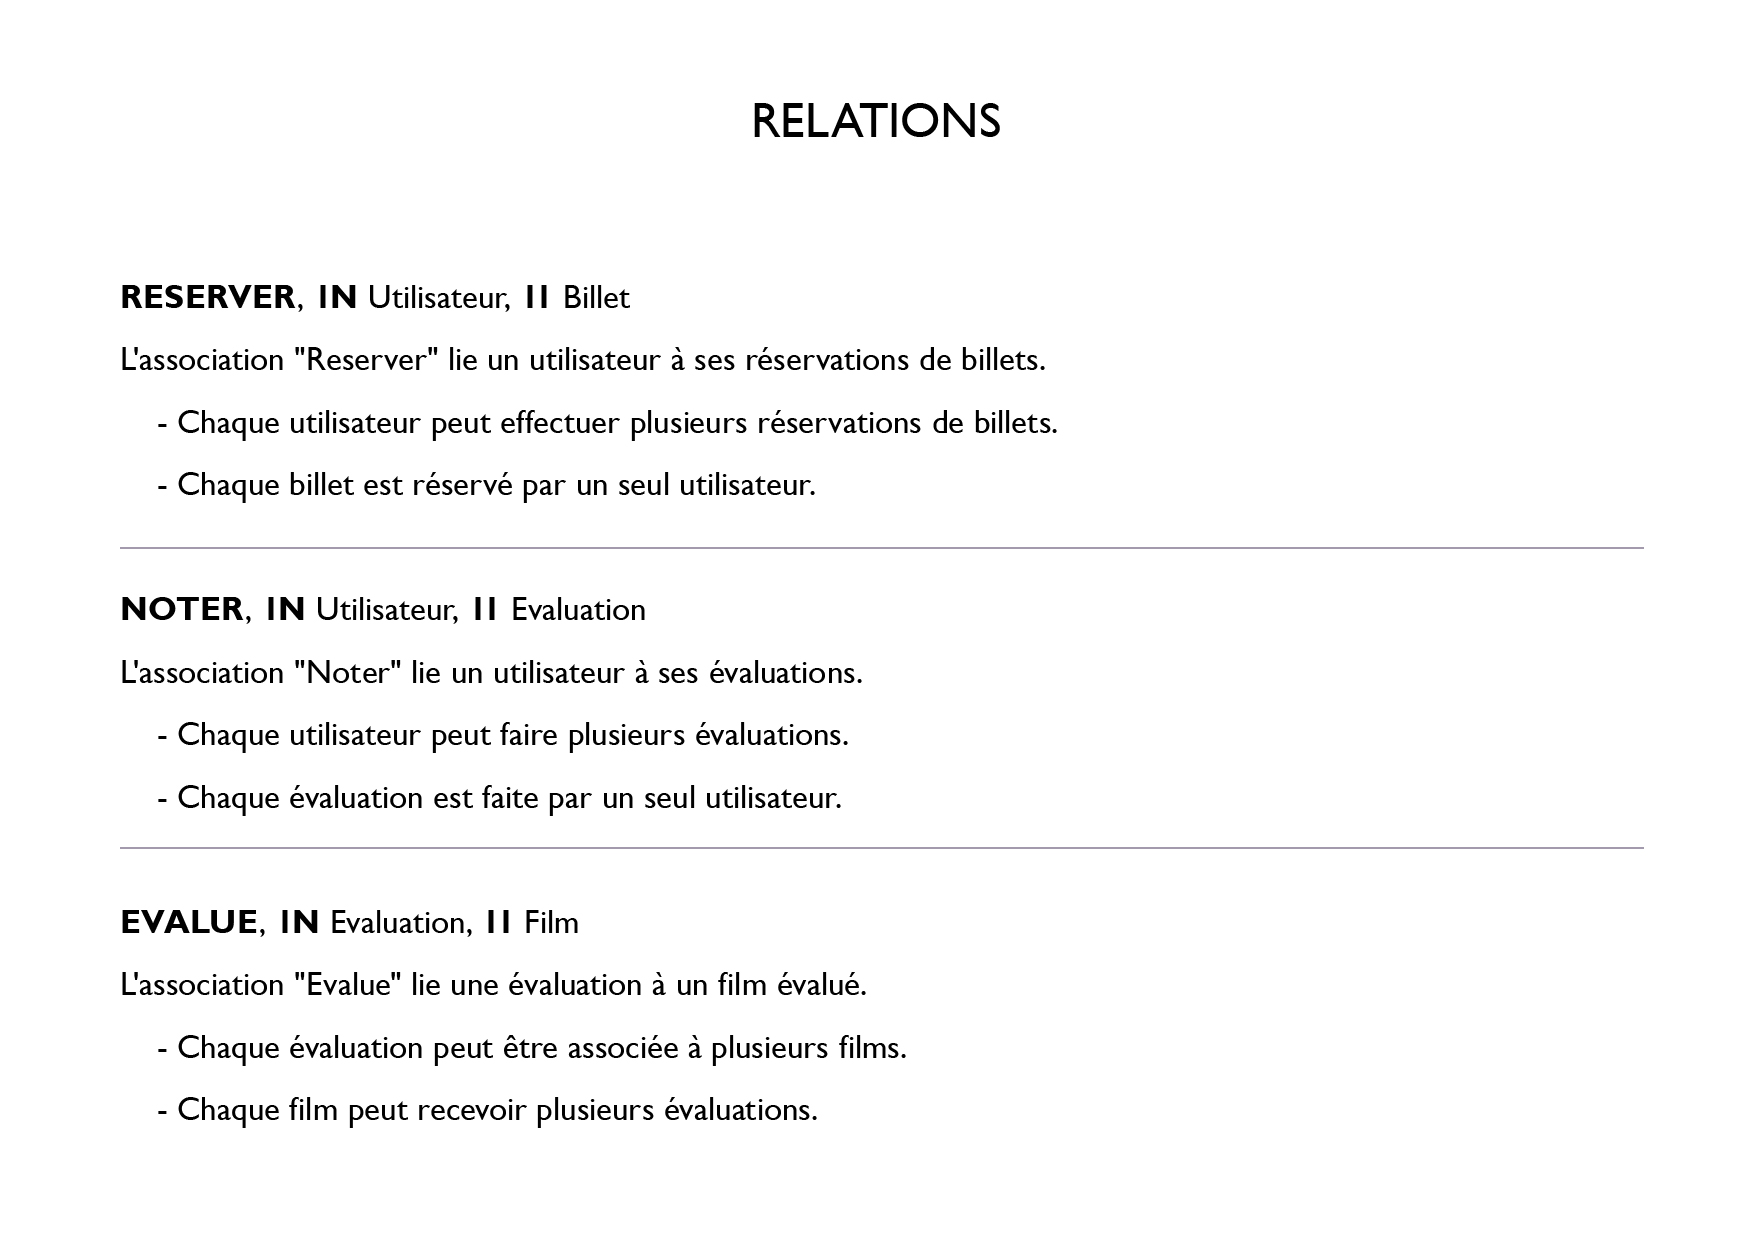 RELATIONS
RESERVER, 1N Utilisateur, 11 Billet
L'association "Reserver" lie un utilisateur à ses réservations de billets.
- Chaque utilisateur peut effectuer plusieurs réservations de billets.
- Chaque billet est réservé par un seul utilisateur.
NOTER, 1N Utilisateur, 11 Evaluation
L'association "Noter" lie un utilisateur à ses évaluations.
- Chaque utilisateur peut faire plusieurs évaluations.
- Chaque évaluation est faite par un seul utilisateur.
EVALUE, 1N Evaluation, 11 Film
L'association "Evalue" lie une évaluation à un film évalué.
- Chaque évaluation peut être associée à plusieurs films.
- Chaque film peut recevoir plusieurs évaluations.